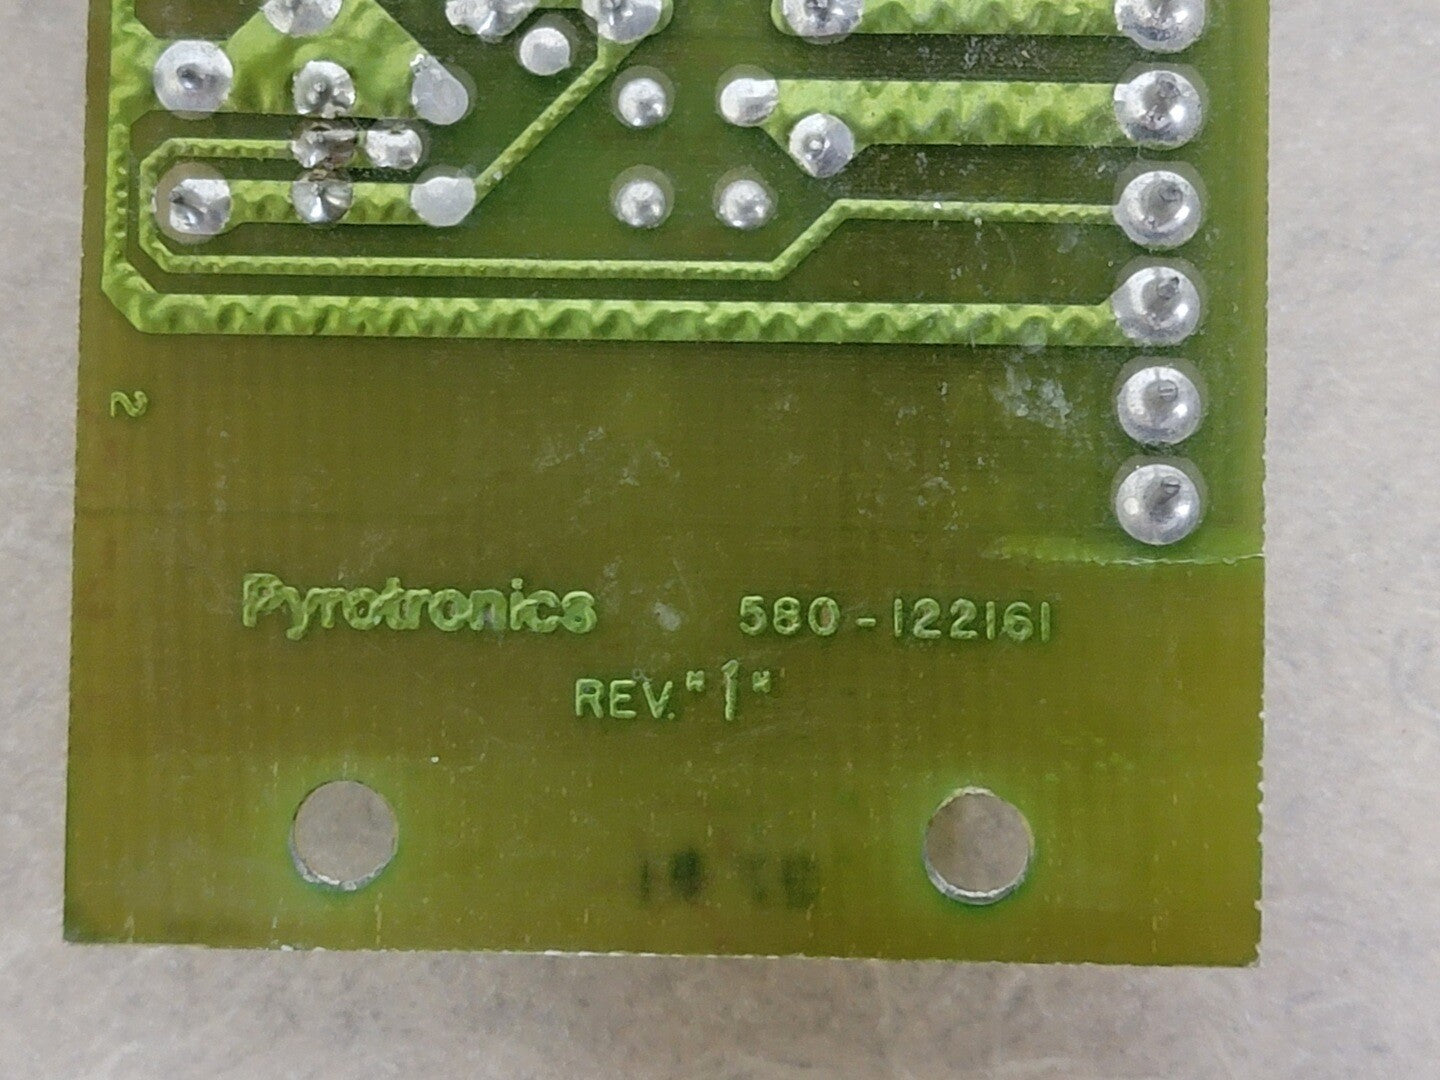 2
Pyrotronics 580-122161
REV. "1"